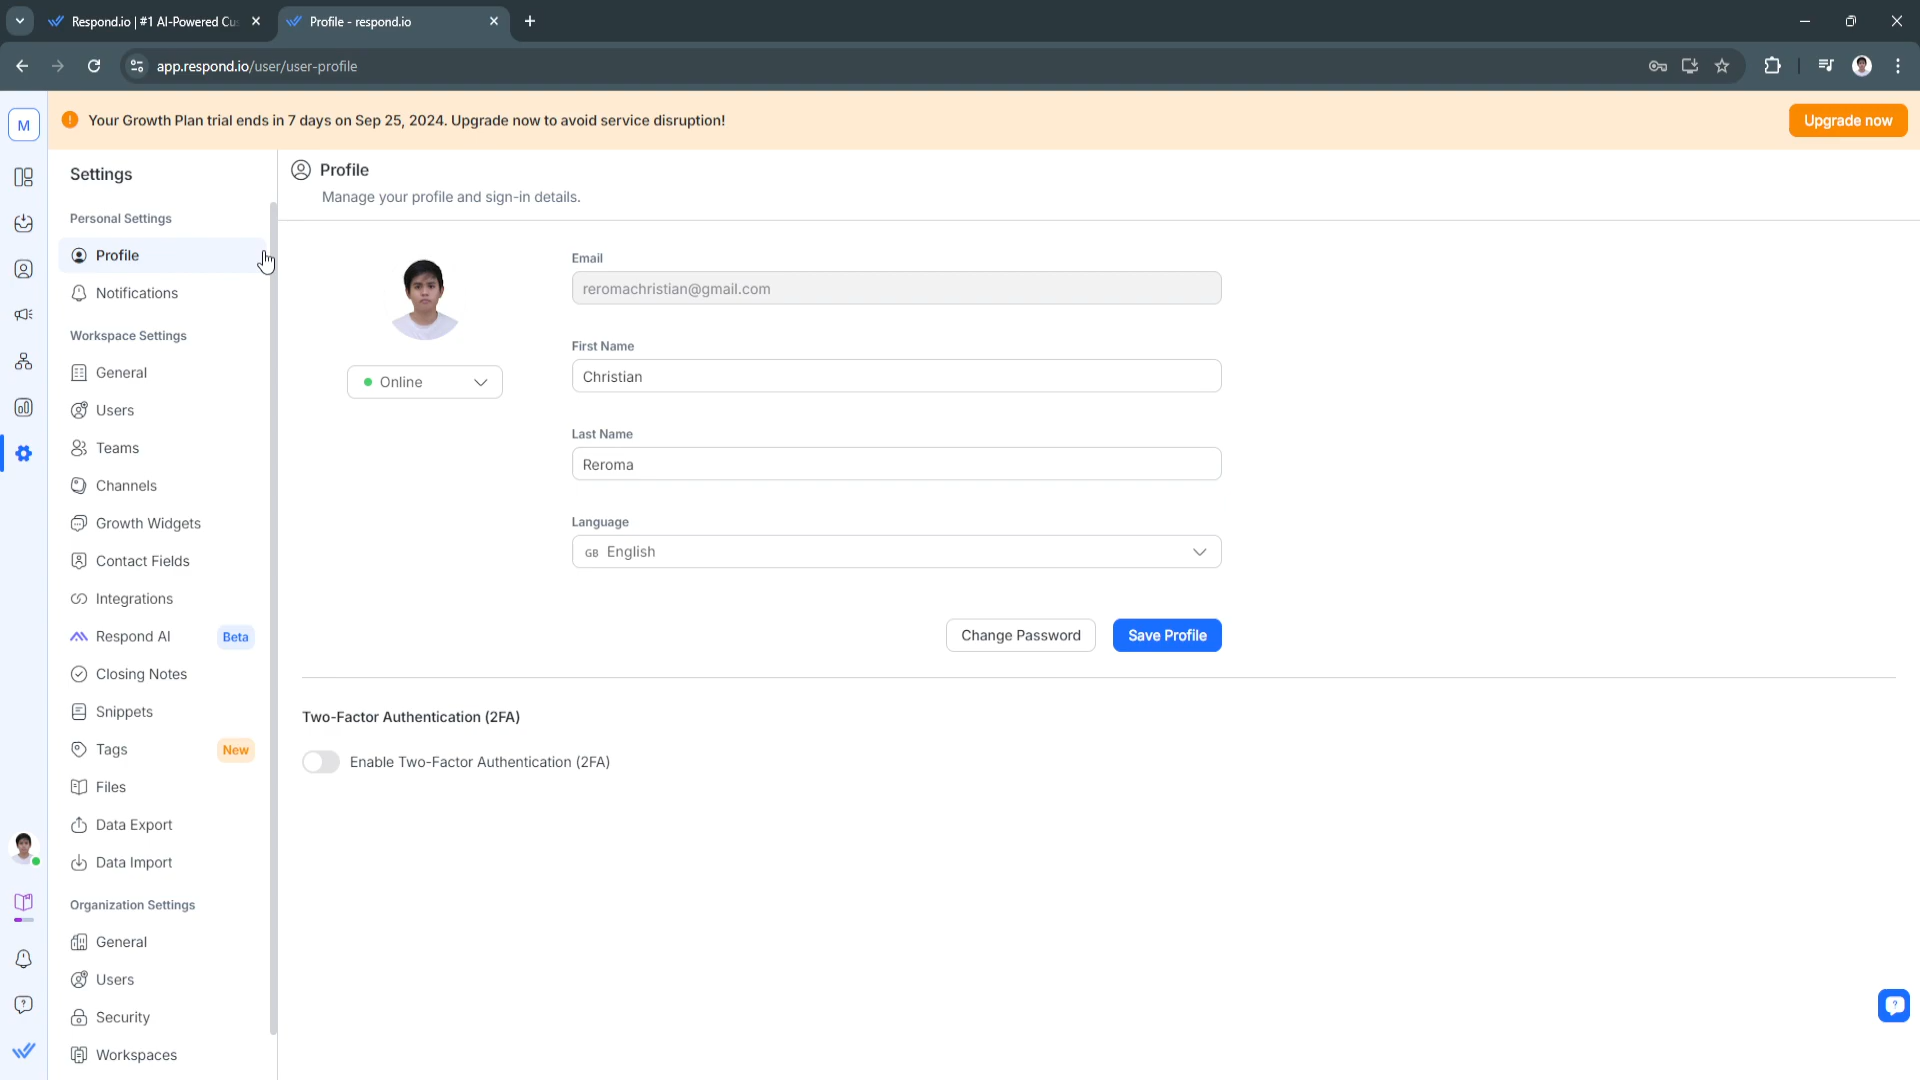 Respond.io | #1 AI-Powered Cu
Profile - respond.io
app.respond.io/user/user-profile
M
Your Growth Plan trial ends in 7 days on Sep 25, 2024. Upgrade now to avoid service disruption!
Upgrade now
Settings
Personal Settings
Profile
Notifications
Workspace Settings
General
Users
Teams
Channels
Growth Widgets
Contact Fields
Integrations
Respond AI Beta
Closing Notes
Snippets
Tags New
Files
Data Export
Data Import
Organization Settings
General
Users
Security
Workspaces
Profile
Manage your profile and sign-in details.
Online
Email
reromachristian@gmail.com
First Name
Christian
Last Name
Reroma
Language
GB English
Change Password
Save Profile
Two-Factor Authentication (2FA)
Enable Two-Factor Authentication (2FA)